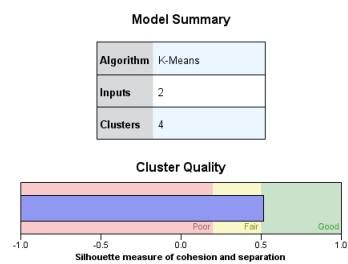 Model Summary
Algorithm K-Means
Inputs 2
Clusters 4
Cluster Quality
Poor Fair Good
-1.0 -0.5 0.0 0.5 1.0
Silhouette measure of cohesion and separation